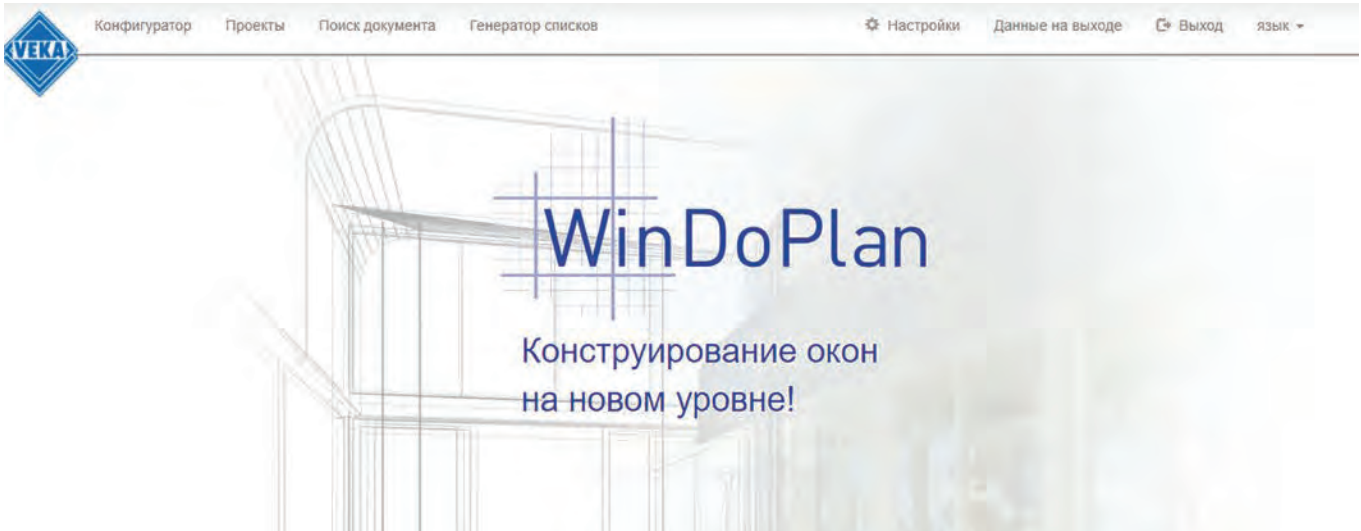 VEKA
Конфигуратор Проекты Поиск документа Генератор списков Настройки Данные на выходе Выход язык
WinDoPlan
Конструирование окон
на новом уровне!